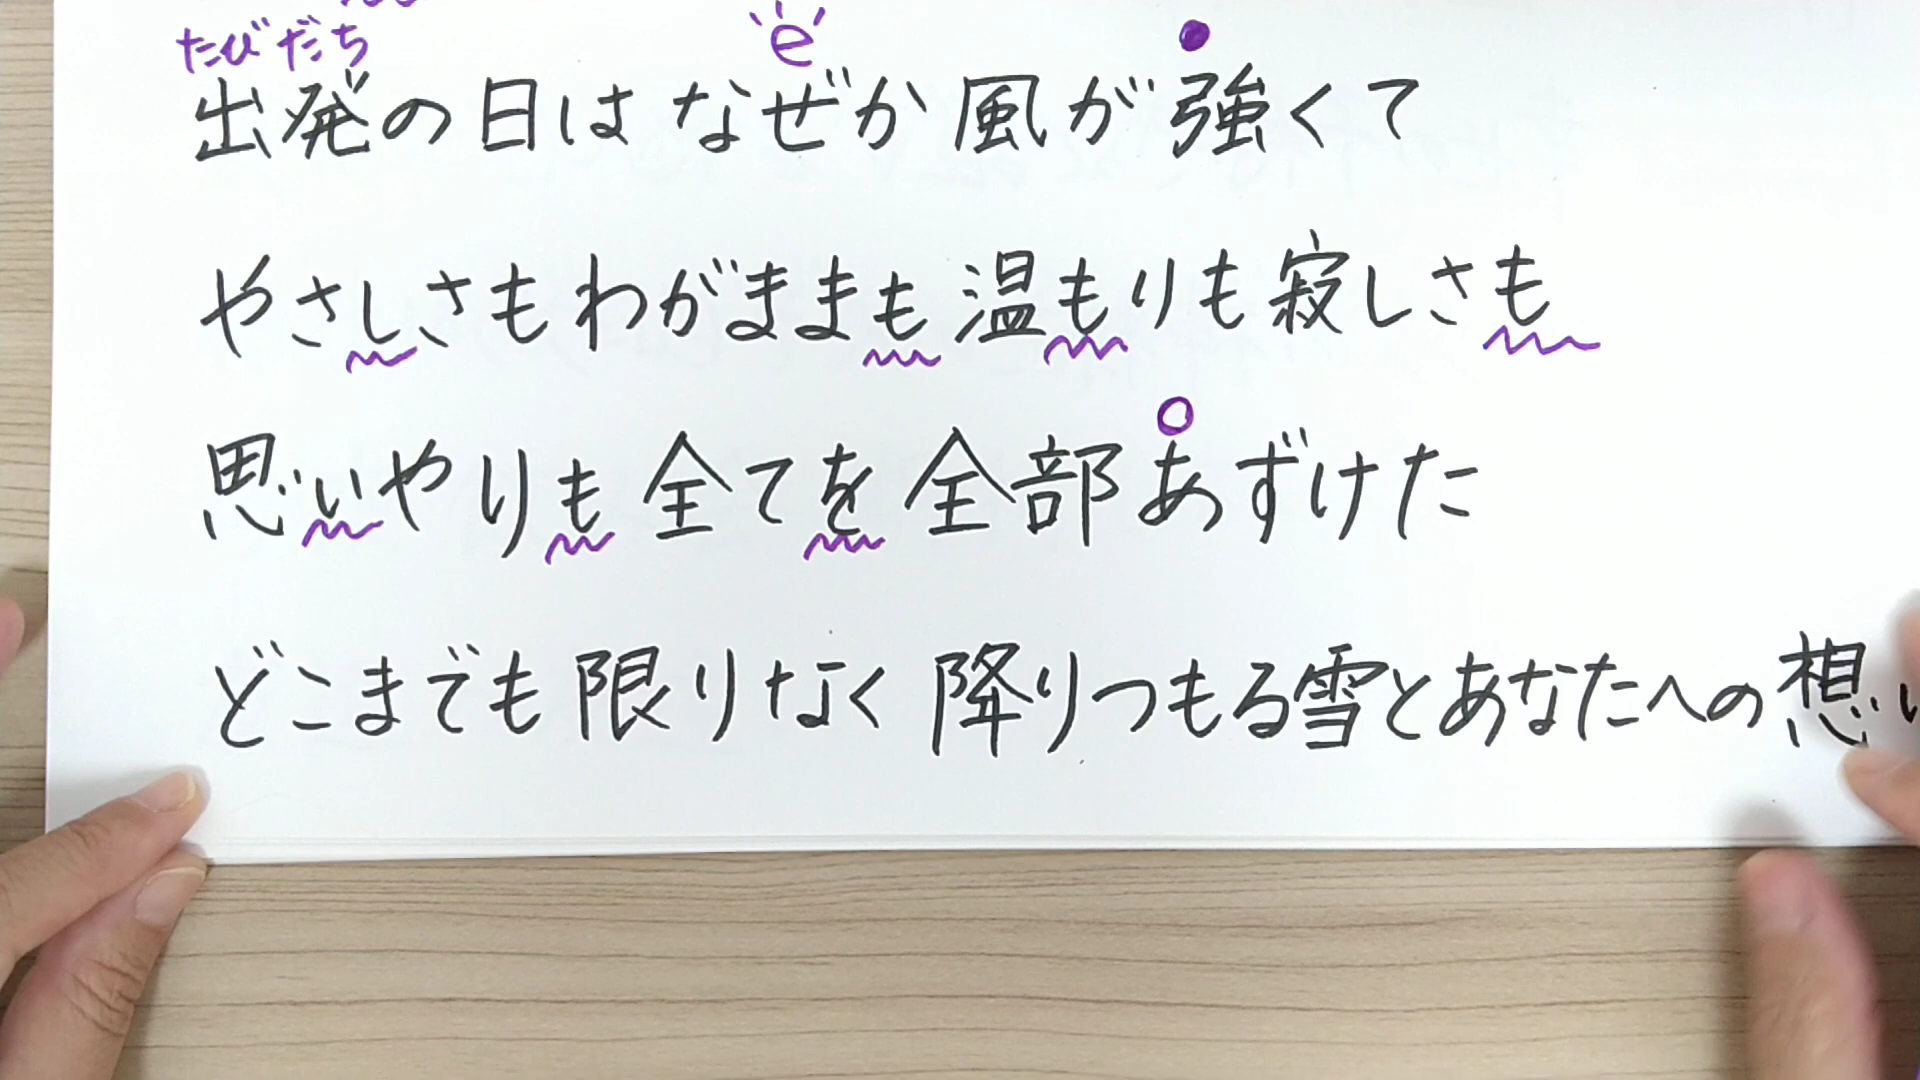 たびだち e
出発の日はなぜか風が強くて
やさしさもわがままも温もりも寂しさも
思いやりも全てを全部あずけた
どこまでも限りなく降りつもる雪とあなたへの想い